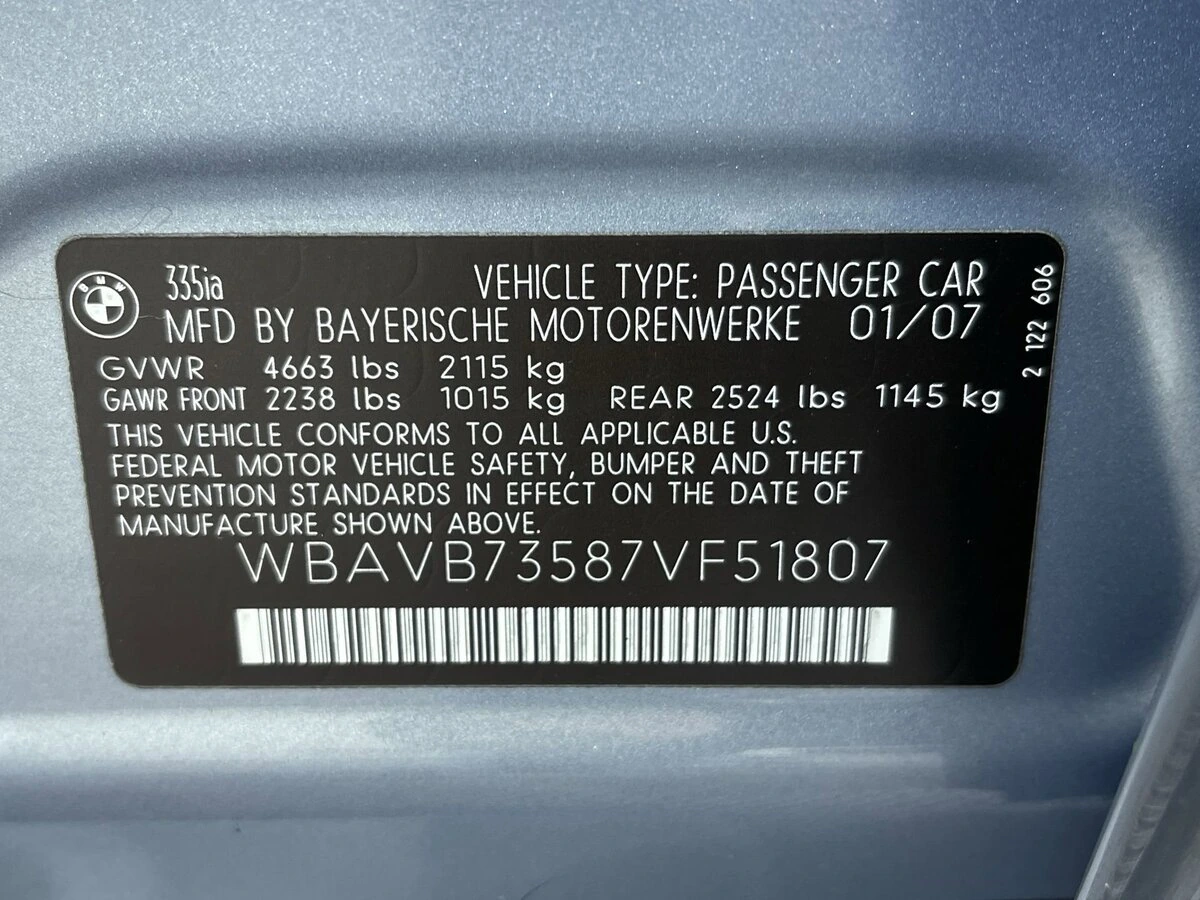 BMW
335ia VEHICLE TYPE: PASSENGER CAR
MFD BY BAYERISCHE MOTORENWERKE 01/07
GVWR 4663 lbs 2115 kg
GAWR FRONT 2238 lbs 1015 kg REAR 2524 lbs 1145 kg
THIS VEHICLE CONFORMS TO ALL APPLICABLE U.S.
FEDERAL MOTOR VEHICLE SAFETY, BUMPER AND THEFT
PREVENTION STANDARDS IN EFFECT ON THE DATE OF
MANUFACTURE SHOWN ABOVE.
WBAVB73587VF51807
2 122 606